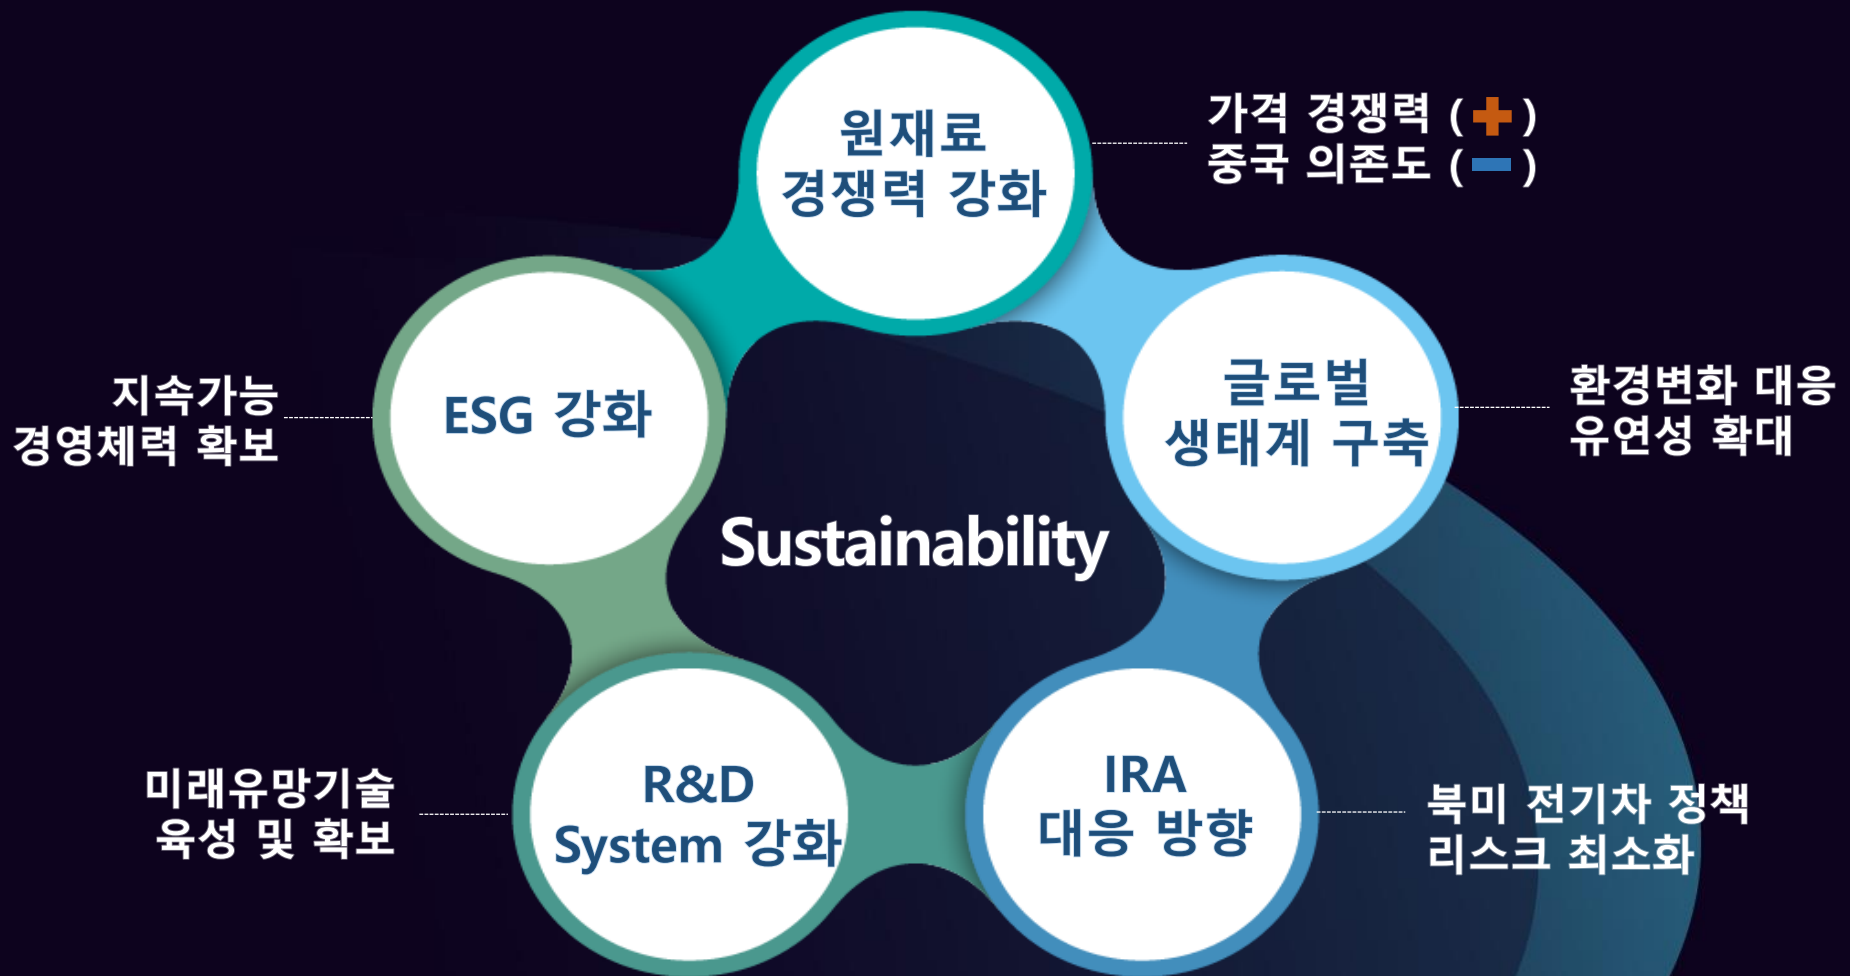 원재료
경쟁력 강화
가격 경쟁력 (+)
중국 의존도 (-)
글로벌
생태계 구축
환경변화 대응
유연성 확대
IRA
대응 방향
북미 전기차 정책
리스크 최소화
R&D
System 강화
미래유망기술
육성 및 확보
ESG 강화
지속가능
경영체력 확보
Sustainability